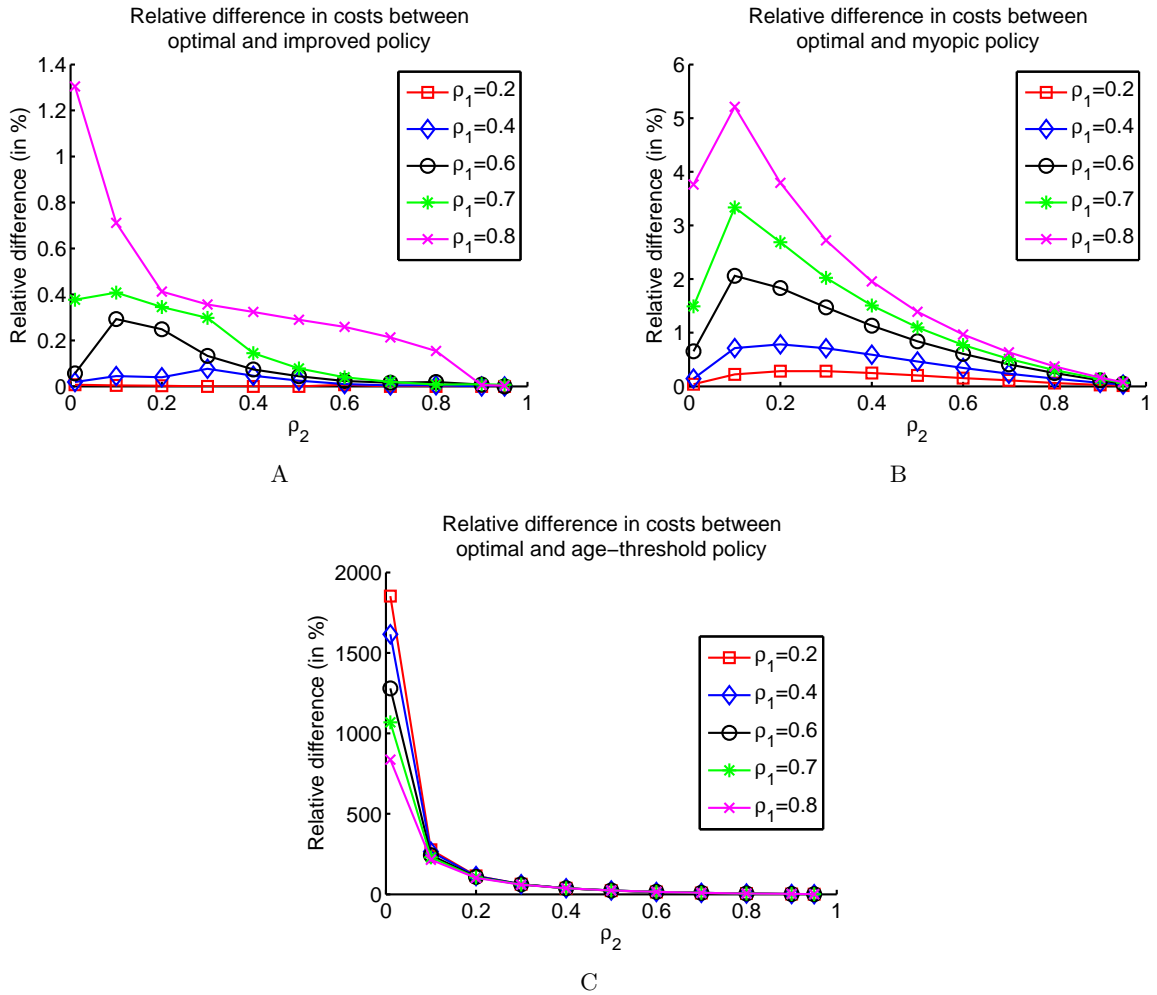 Relative difference in costs between
optimal and improved policy
Relative difference (in %)
1.4
1.2
1
0.8
0.6
0.4
0.2
0
0 0.2 0.4 0.6 0.8 1
ρ2
ρ1=0.2
ρ1=0.4
ρ1=0.6
ρ1=0.7
ρ1=0.8
A
Relative difference in costs between
optimal and myopic policy
Relative difference (in %)
6
5
4
3
2
1
0
0 0.2 0.4 0.6 0.8 1
ρ2
ρ1=0.2
ρ1=0.4
ρ1=0.6
ρ1=0.7
ρ1=0.8
B
Relative difference in costs between
optimal and age−threshold policy
Relative difference (in %)
2000
1500
1000
500
0
0 0.2 0.4 0.6 0.8 1
ρ2
ρ1=0.2
ρ1=0.4
ρ1=0.6
ρ1=0.7
ρ1=0.8
C